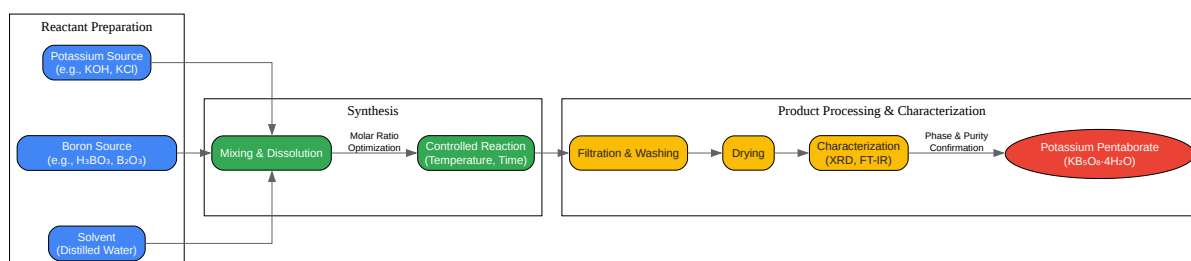 Reactant Preparation
Potassium Source
(e.g., KOH, KCl)
Boron Source
(e.g., H₃BO₃, B₂O₃)
Solvent
(Distilled Water)
Synthesis
Mixing & Dissolution
Molar Ratio
Optimization
Controlled Reaction
(Temperature, Time)
Product Processing & Characterization
Filtration & Washing
Drying
Characterization
(XRD, FT-IR)
Phase & Purity
Confirmation
Potassium Pentaborate
(KB₅O₈·4H₂O)